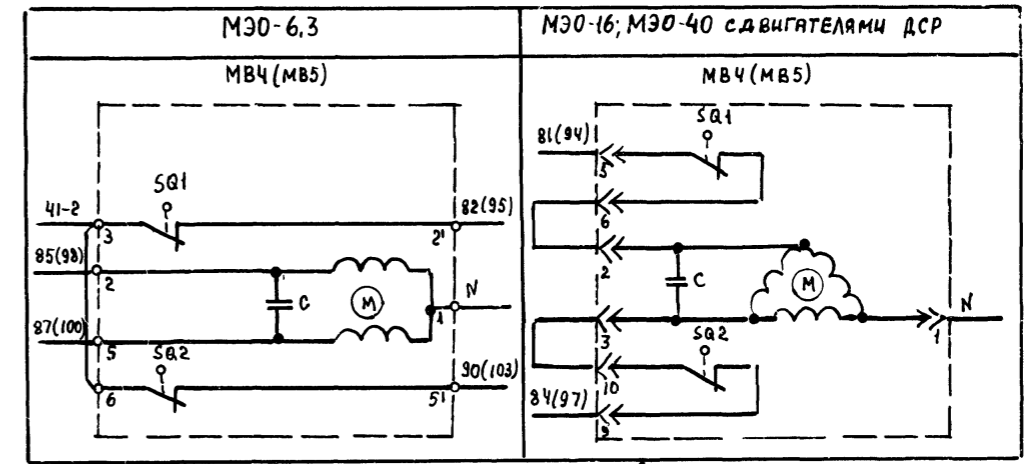 МЭО-6,3
МЭО-16; МЭО-40 с двигателями ДСР
МВ4 (МВ5)
SQ1
41-2
3
82(95)
2'
85(98)
2
C
М
N
1
87(100)
5
SQ2
6
90(103)
5'
МВ4 (МВ5)
SQ1
81(94)
5
6
2
C
М
N
1
3
SQ2
10
84(97)
9